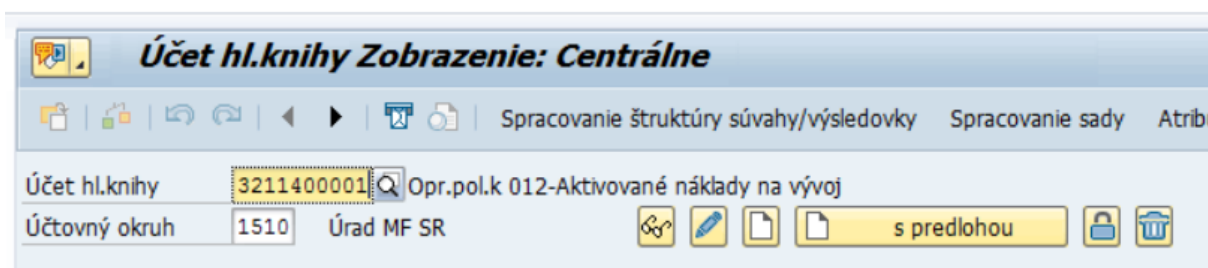 Účet hl.knihy Zobrazenie: Centrálne
Spracovanie štruktúry súvahy/výsledovky Spracovanie sady Atrib
Účet hl.knihy 3211400001 Opr.pol.k 012-Aktivované náklady na vývoj
Účtovný okruh 1510 Úrad MF SR s predlohou